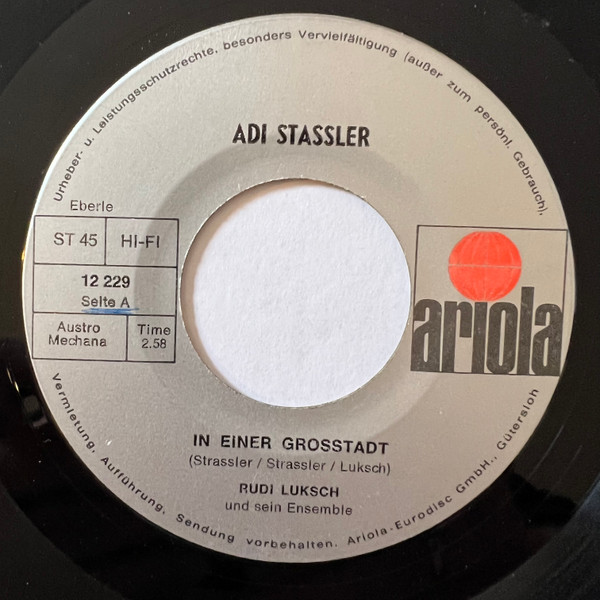 Urheber- u. Leistungsschutzrechte, besonders Vervielfältigung (außer zum persönl. Gebrauch),
ADI STASSLER
Eberle
ST 45 HI-FI
12 229
Seite A
Austro Mechana
Time 2.58
ariola
IN EINER GROSSTADT
(Strassler / Strassler / Luksch)
RUDI LUKSCH
und sein Ensemble
Vermietung, Aufführung, Sendung vorbehalten. Ariola-Eurodisc GmbH., Gütersloh